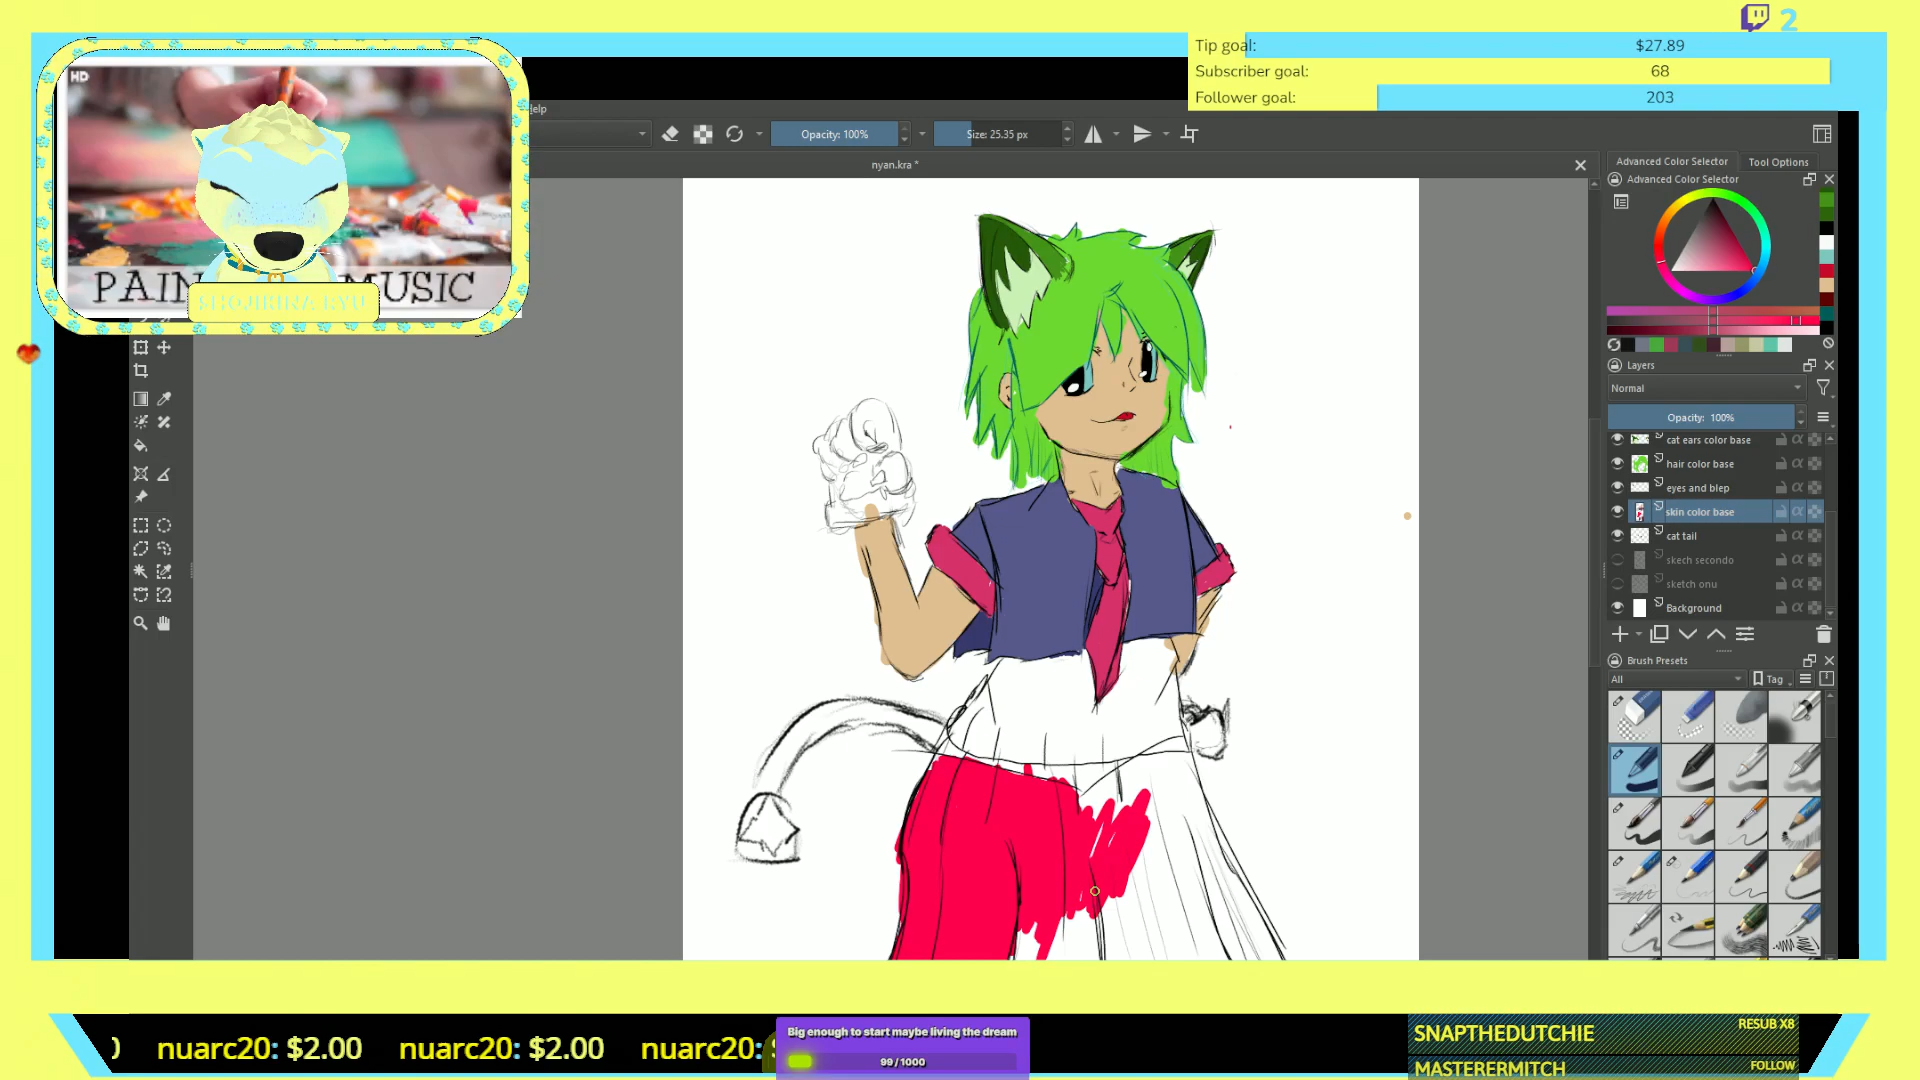 2
Tip goal: $27.89
Subscriber goal: 68
Follower goal: 203
HD
elp
Opacity: 100%
Size: 25.35 px
nyan.kra *
Advanced Color Selector
Tool Options
Advanced Color Selector
PAIN
MUSIC
SHOJIRINA RYU
Layers
Normal
Opacity: 100%
cat ears color base
hair color base
eyes and blep
skin color base
cat tail
skech secondo
sketch onu
Background
Brush Presets
All
Tag
nuarc20: $2.00 nuarc20: $2.00 nuarc20:
Big enough to start maybe living the dream
99 / 1000
SNAPTHEDUTCHIE RESUB X8
MASTERERMITCH FOLLOW